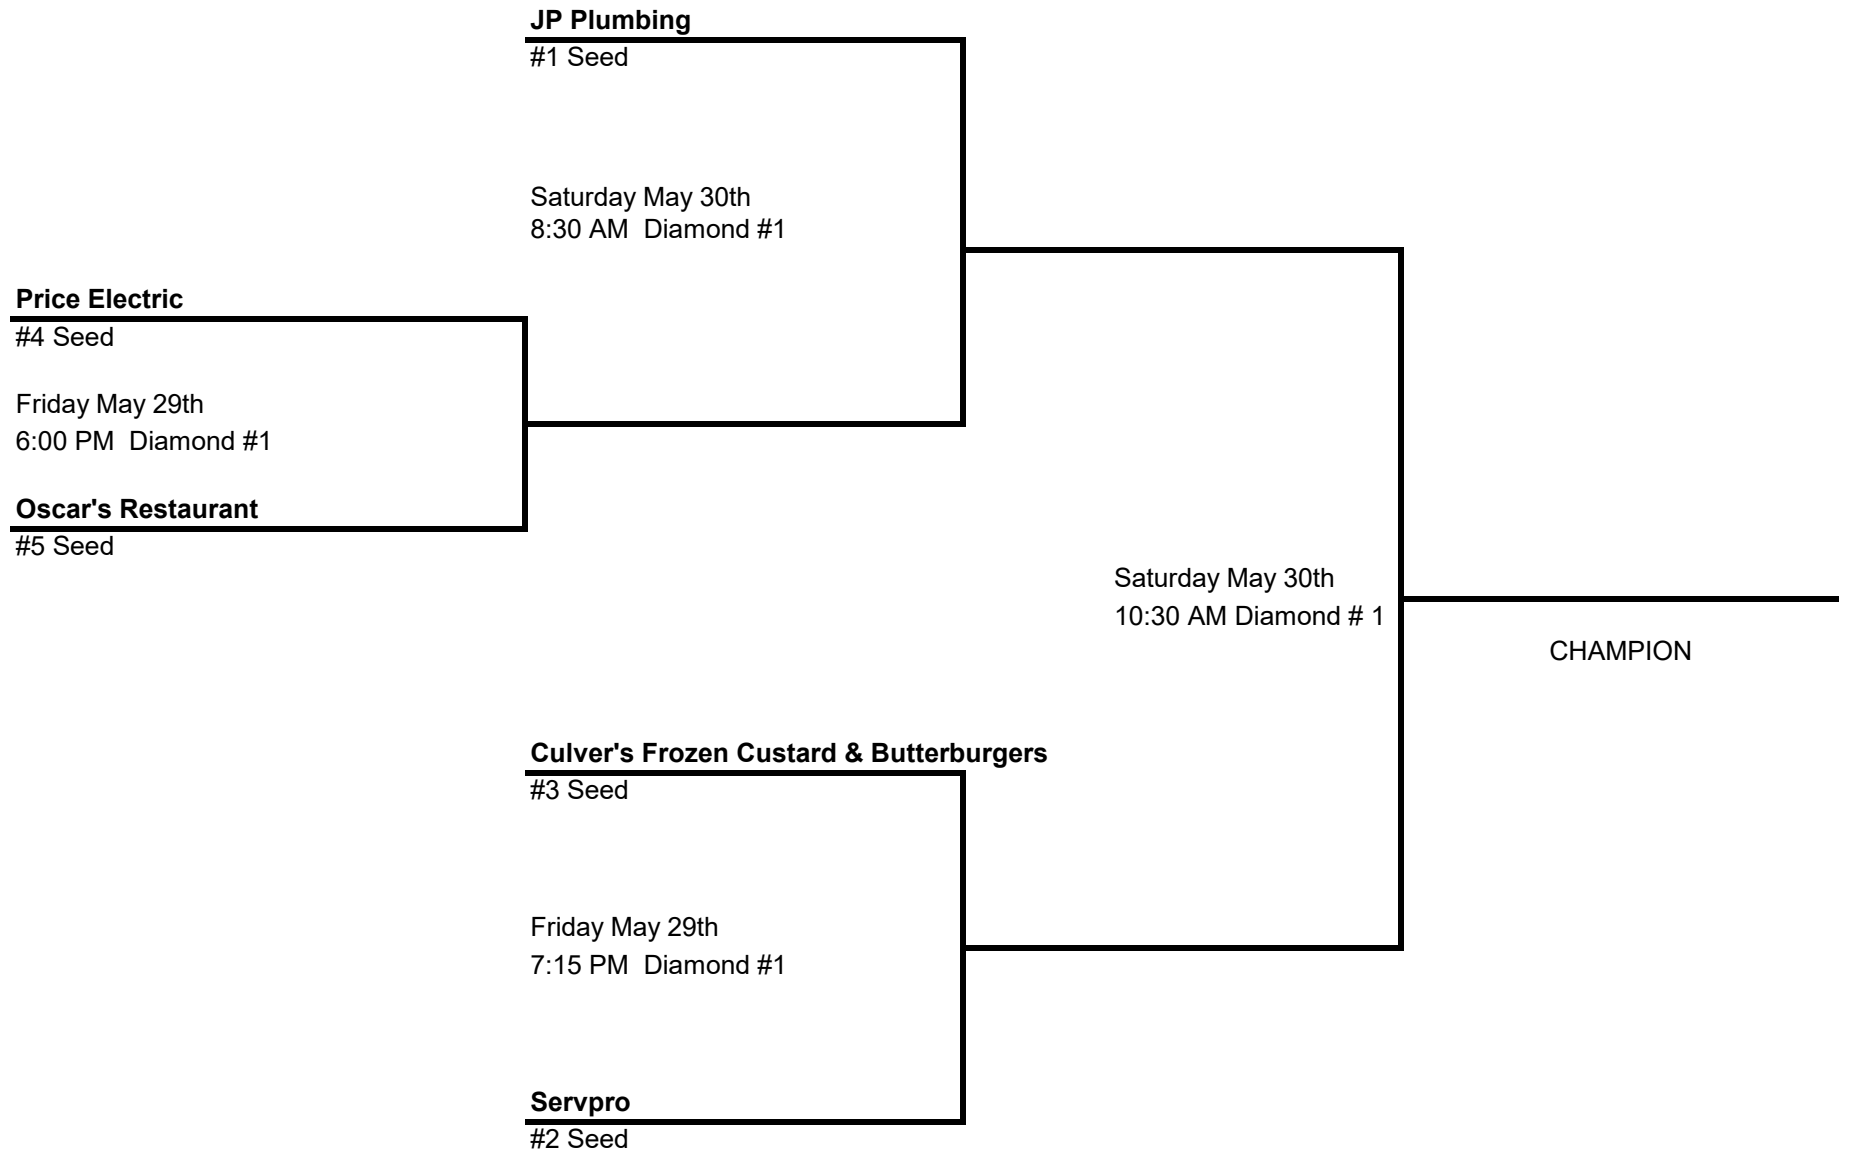 JP Plumbing
#1 Seed
Saturday May 30th
8:30 AM  Diamond #1
Price Electric
#4 Seed
Friday May 29th
6:00 PM  Diamond #1
Oscar's Restaurant
#5 Seed
Saturday May 30th
10:30 AM Diamond # 1
CHAMPION
Culver's Frozen Custard & Butterburgers
#3 Seed
Friday May 29th
7:15 PM  Diamond #1
Servpro
#2 Seed